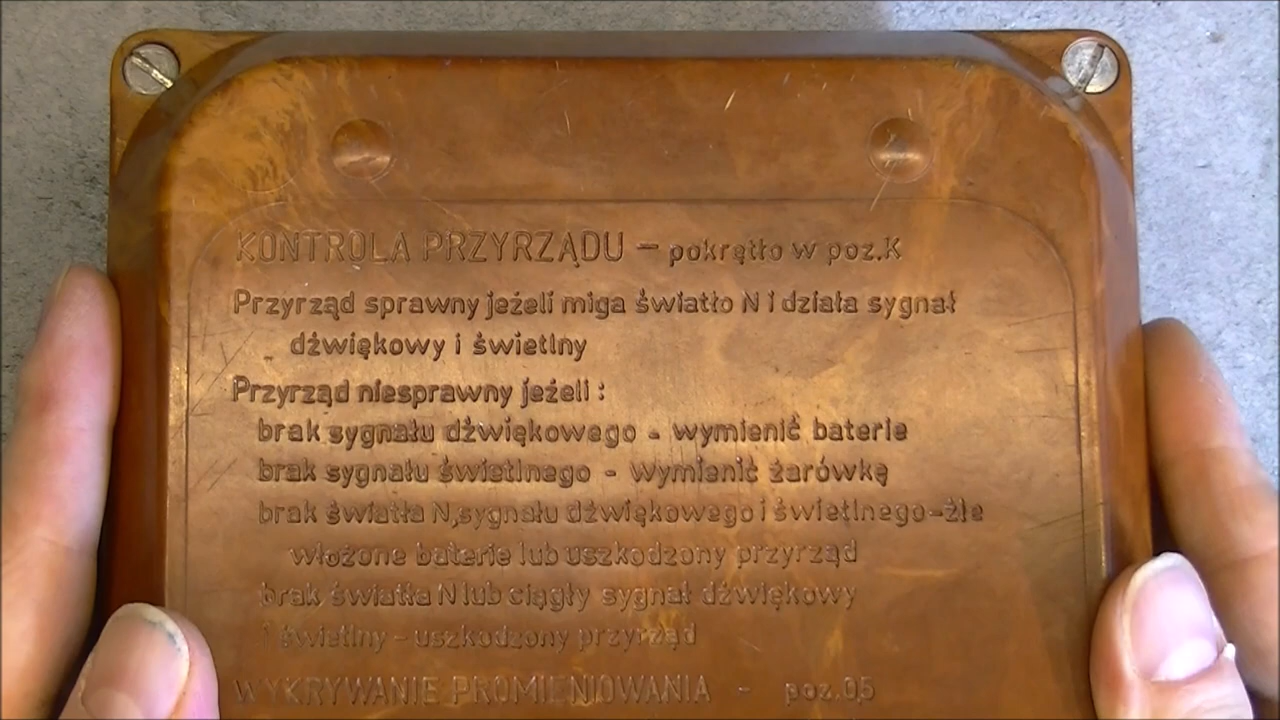 KONTROLA PRZYRZĄDU – pokrętło w poz.K
Przyrząd sprawny jeżeli miga światło N i działa sygnał
dźwiękowy i świetlny
Przyrząd niesprawny jeżeli :
brak sygnału dźwiękowego - wymienić baterie
brak sygnału świetlnego - wymienić żarówkę
brak światła N,sygnału dźwiękowego i świetlnego-źle
włożone baterie lub uszkodzony przyrząd
brak światła N lub ciągły sygnał dźwiękowy
i świetlny - uszkodzony przyrząd
WYKRYWANIE PROMIENIOWANIA - poz.0,5